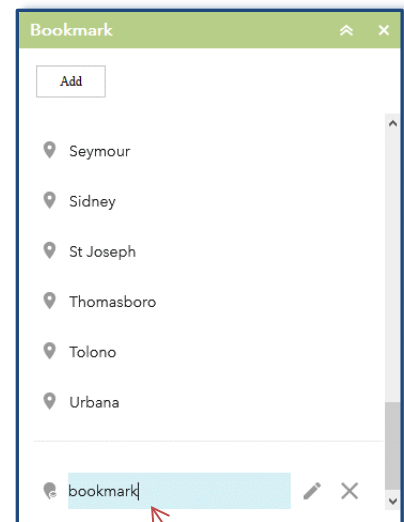 Bookmark
Add
Seymour
Sidney
St Joseph
Thomasboro
Tolono
Urbana
bookmark